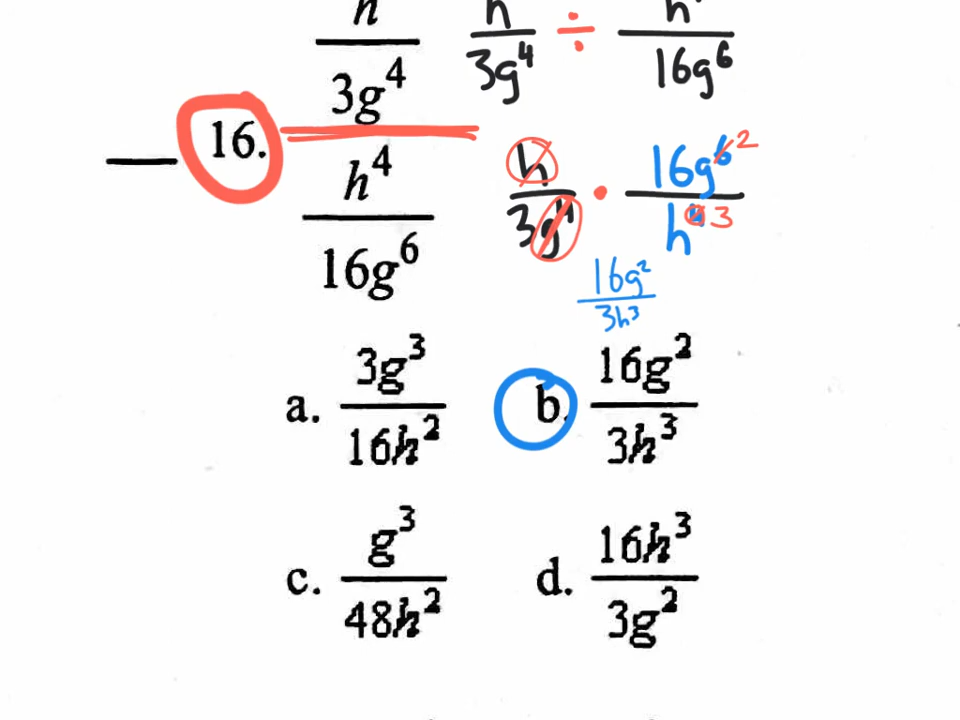 h/3g⁴
h/3g⁴ ÷ h⁴/16g⁶
16.
h⁴/16g⁶
h/3g⁴ • 16g⁶ 2/h⁴ 3
16g²/3h³
a. 3g³/16h²
b. 16g²/3h³
c. g³/48h²
d. 16h³/3g²